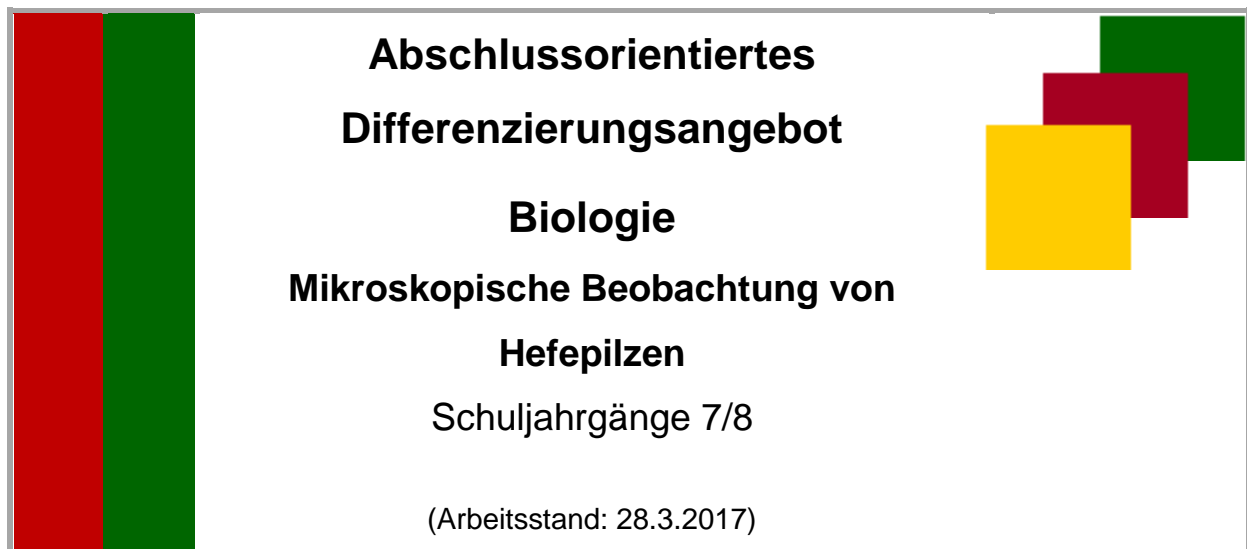 Abschlussorientiertes
Differenzierungsangebot
Biologie
Mikroskopische Beobachtung von
Hefepilzen
Schuljahrgänge 7/8
(Arbeitsstand: 28.3.2017)